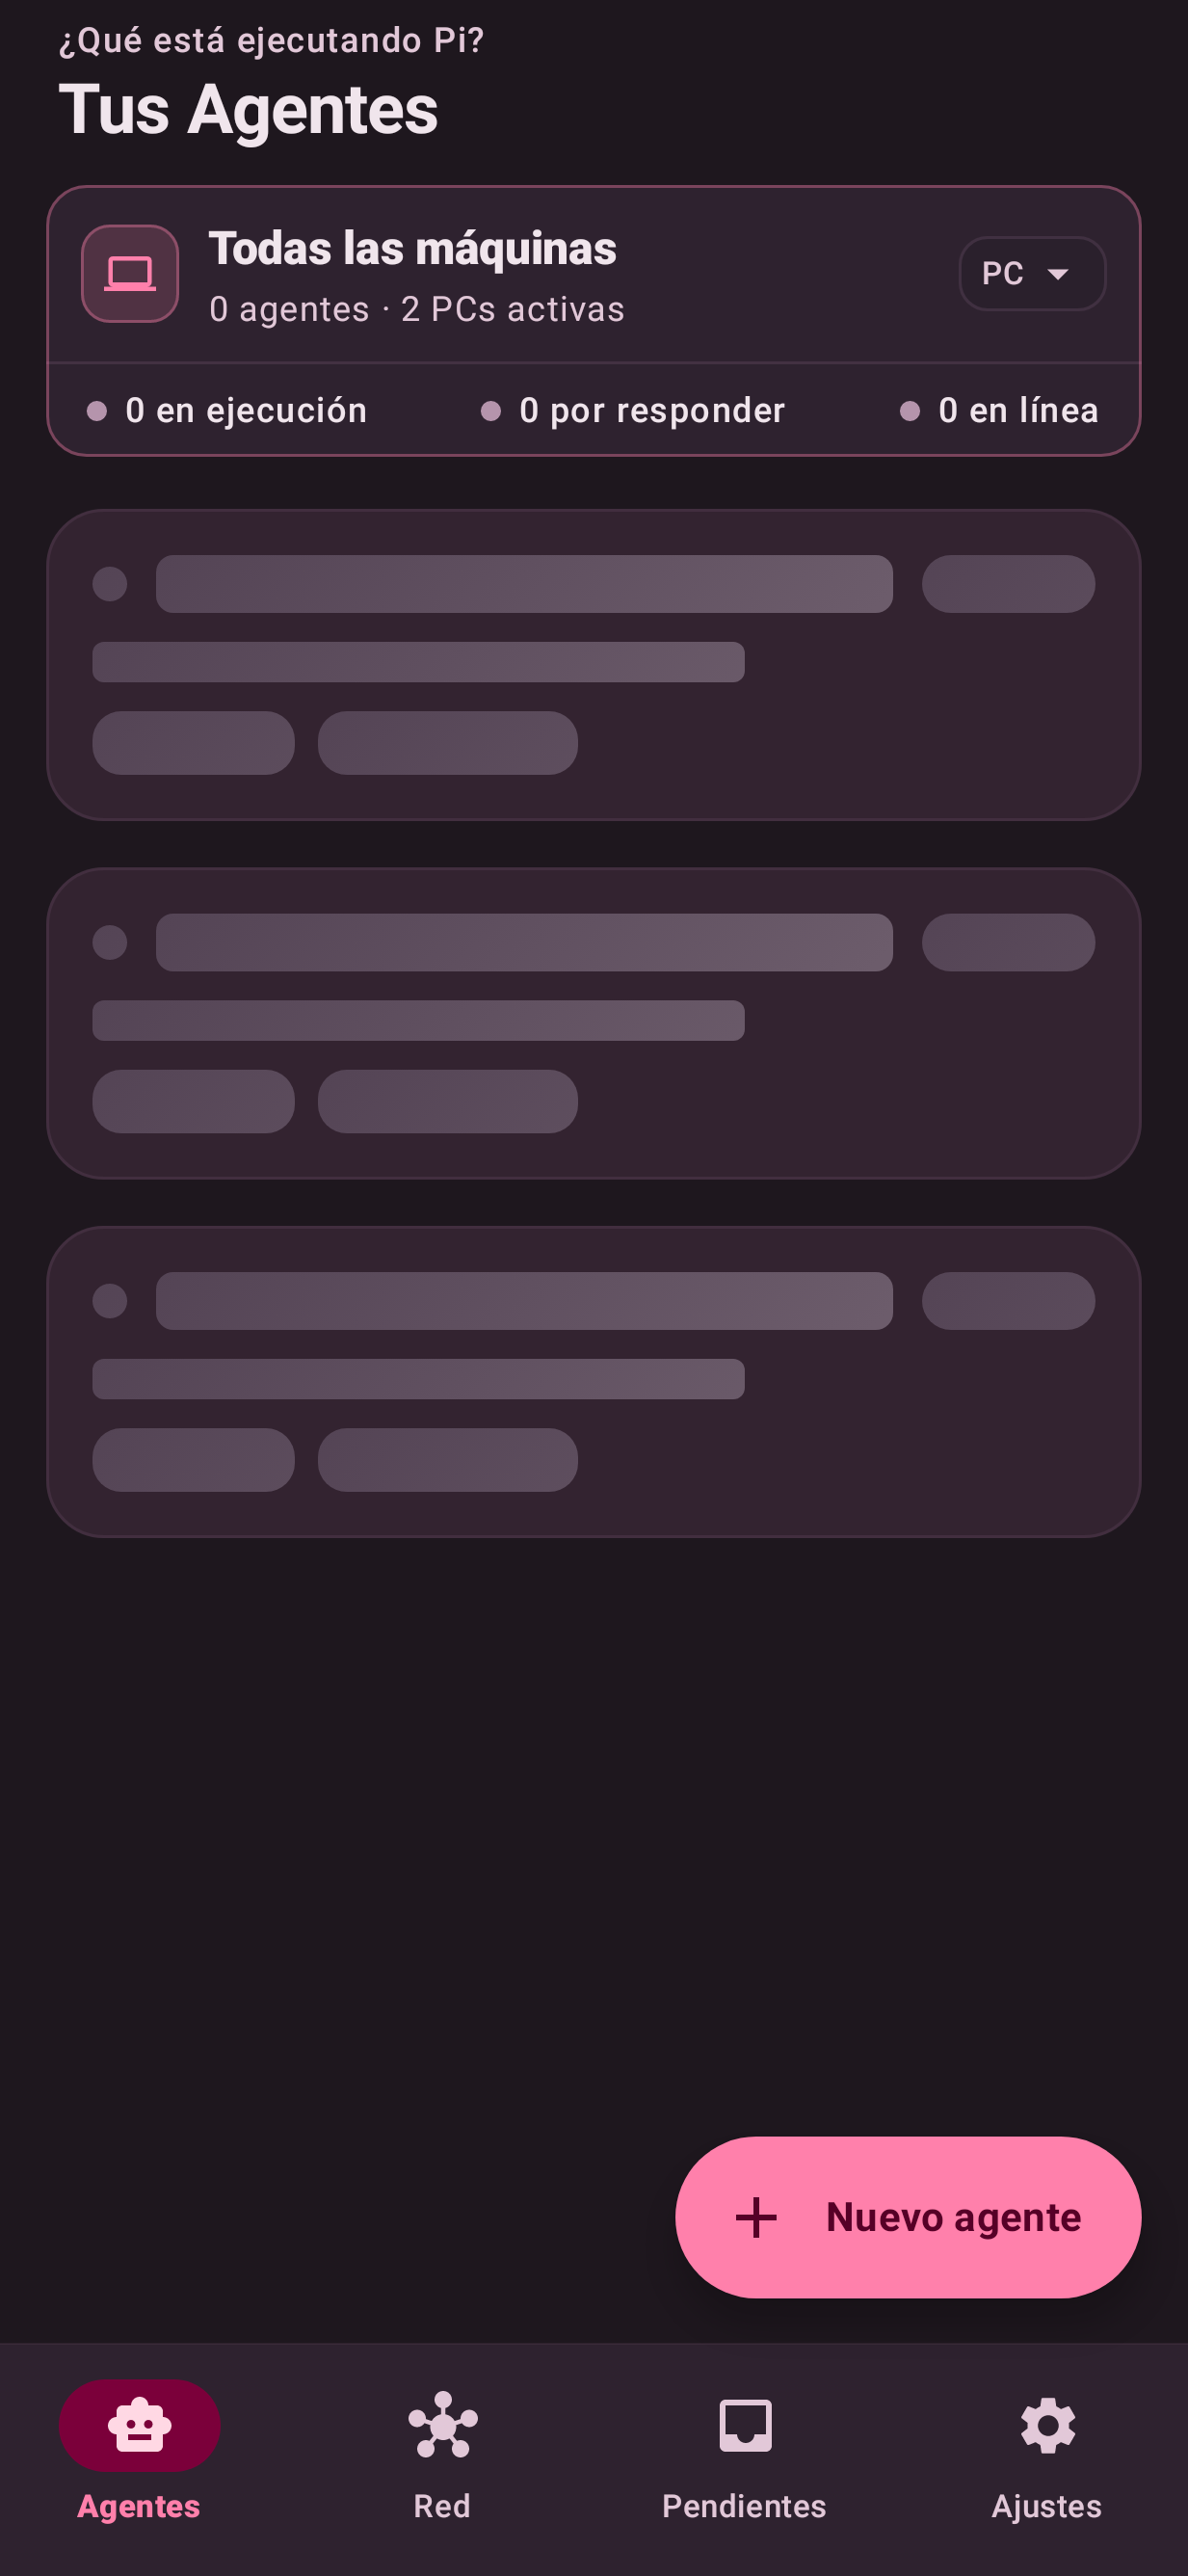 ¿Qué está ejecutando Pi?
Tus Agentes
Todas las máquinas
0 agentes · 2 PCs activas
PC
0 en ejecución
0 por responder
0 en línea
Nuevo agente
Agentes
Red
Pendientes
Ajustes